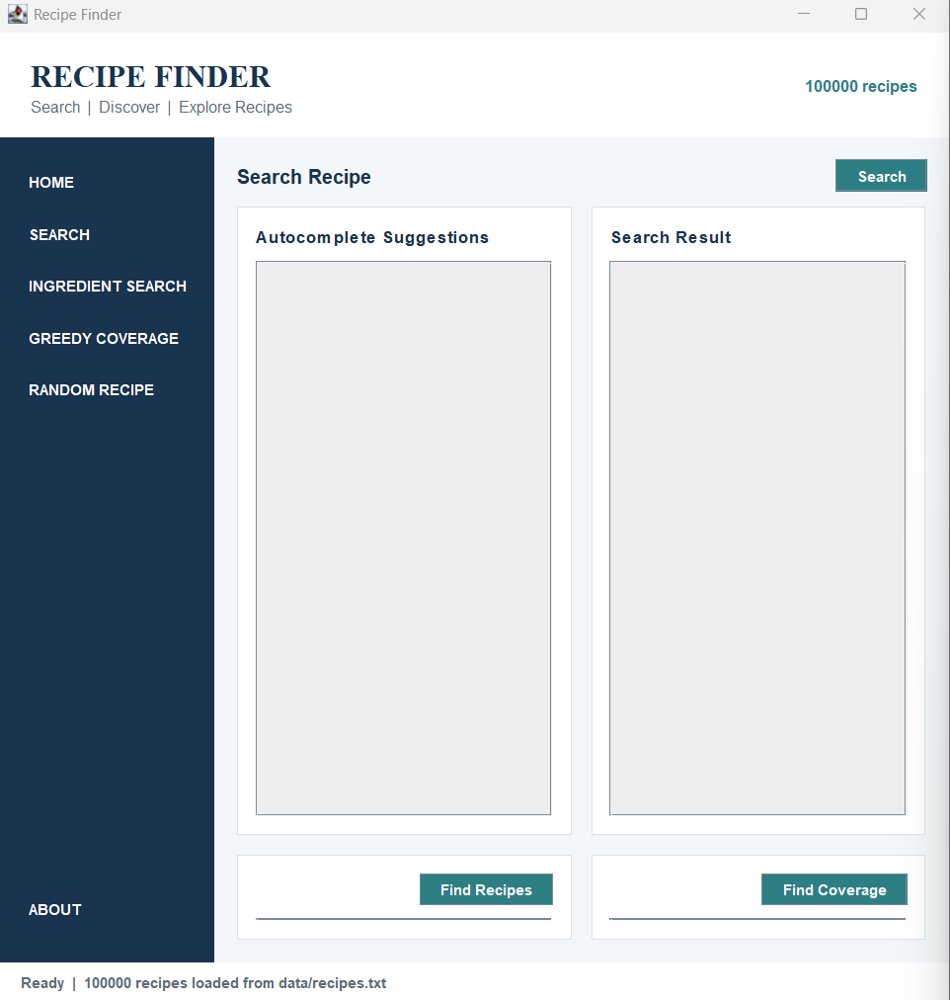 Recipe Finder
RECIPE FINDER
Search | Discover | Explore Recipes
100000 recipes
HOME
SEARCH
INGREDIENT SEARCH
GREEDY COVERAGE
RANDOM RECIPE
ABOUT
Search Recipe
Search
Autocomplete Suggestions
Search Result
Find Recipes
Find Coverage
Ready | 100000 recipes loaded from data/recipes.txt